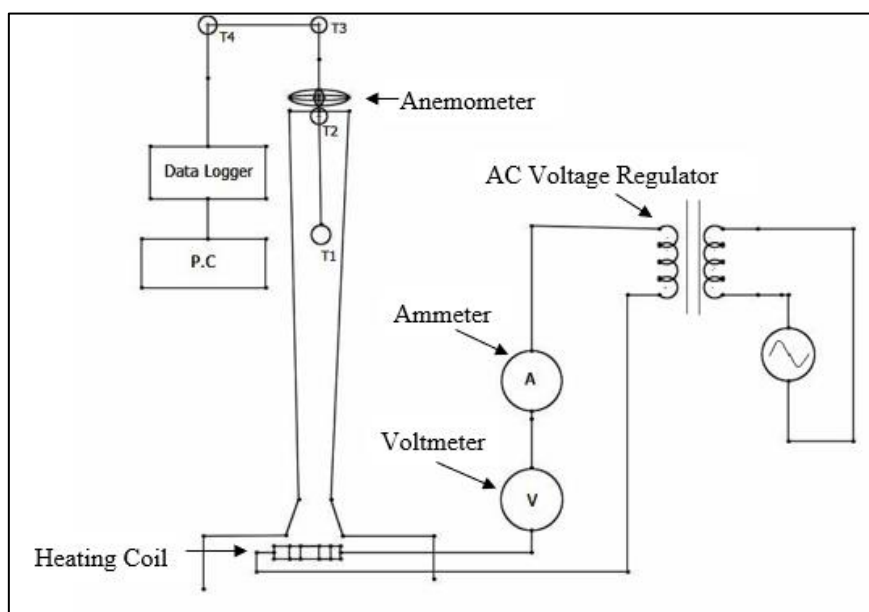 T4
T3
Anemometer
T2
Data Logger
AC Voltage Regulator
P.C
T1
Ammeter
A
Voltmeter
V
Heating Coil